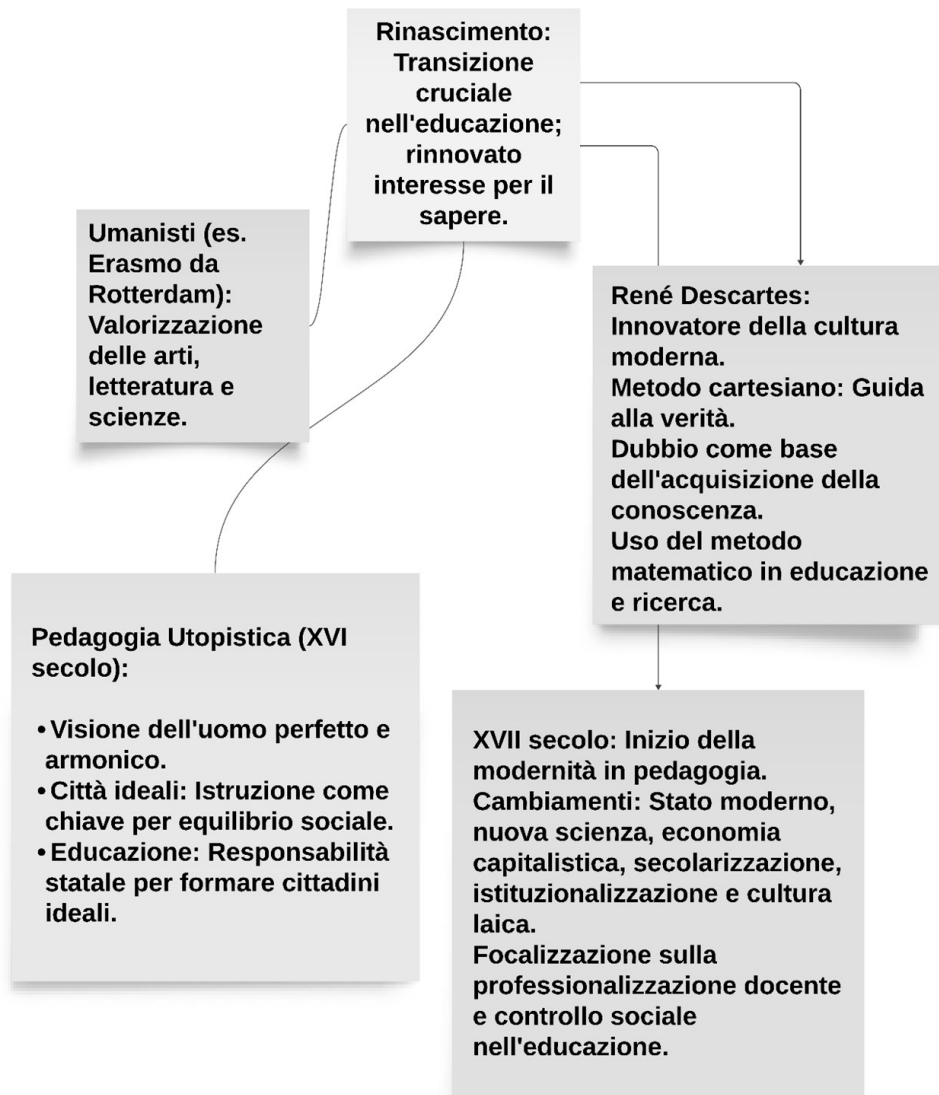 Rinascimento:
Transizione
cruciale
nell'educazione;
rinnovato
interesse per il
sapere.
Umanisti (es.
Erasmo da
Rotterdam):
Valorizzazione
delle arti,
letteratura e
scienze.
René Descartes:
Innovatore della cultura
moderna.
Metodo cartesiano: Guida
alla verità.
Dubbio come base
dell'acquisizione della
conoscenza.
Uso del metodo
matematico in educazione
e ricerca.
Pedagogia Utopistica (XVI
secolo):
•Visione dell'uomo perfetto e
armonico.
•Città ideali: Istruzione come
chiave per equilibrio sociale.
•Educazione: Responsabilità
statale per formare cittadini
ideali.
XVII secolo: Inizio della
modernità in pedagogia.
Cambiamenti: Stato moderno,
nuova scienza, economia
capitalistica, secolarizzazione,
istituzionalizzazione e cultura
laica.
Focalizzazione sulla
professionalizzazione docente
e controllo sociale
nell'educazione.